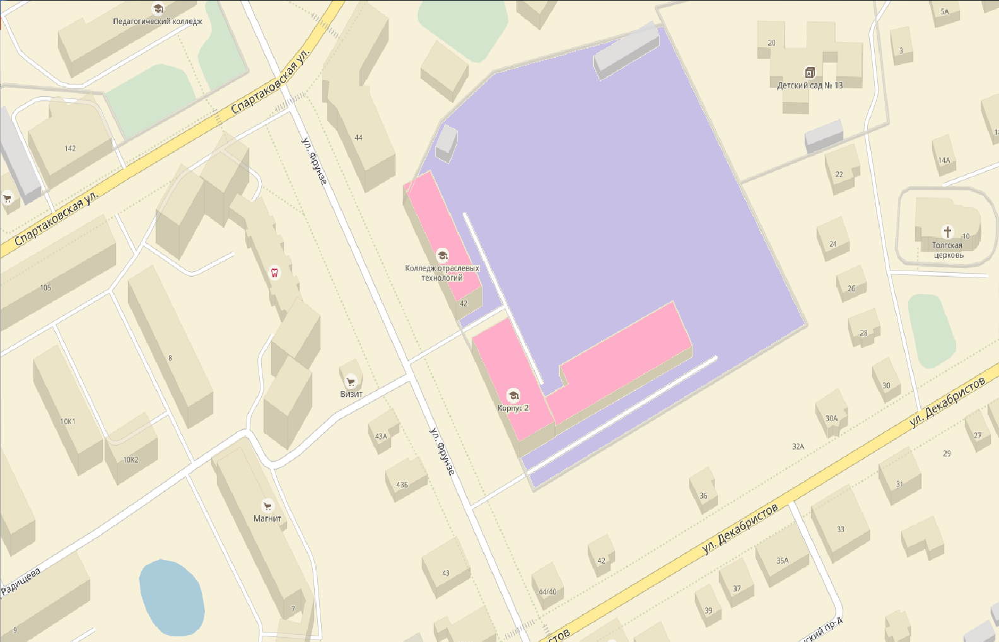 Педагогический колледж
5А
3
20
Детский сад № 13
Спартаковская ул.
44
142
ул. Фрунзе
14А
22
Спартаковская ул.
24
10
Толгская
церковь
Колледж отраслевых
технологий
42
105
26
28
8
Визит
30
Корпус 2
10К1
43А
30А
ул. Декабристов
27
32А
29
10К2
ул. Фрунзе
43Б
31
36
Магнит
ул. Декабристов
33
42
35А
43
Радищева
44/40
37
7
39
9
ский пр-д
стов